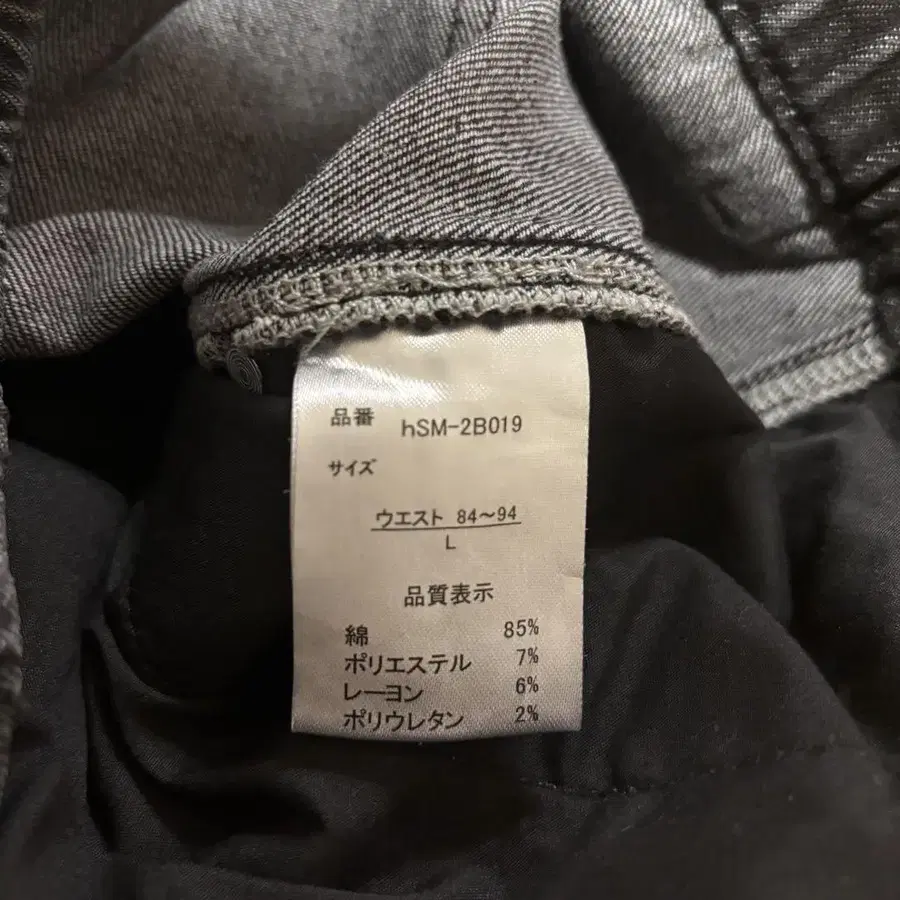 品番 hSM-2B019
サイズ
ウエスト 84～94
L
品質表示
綿 85%
ポリエステル 7%
レーヨン 6%
ポリウレタン 2%